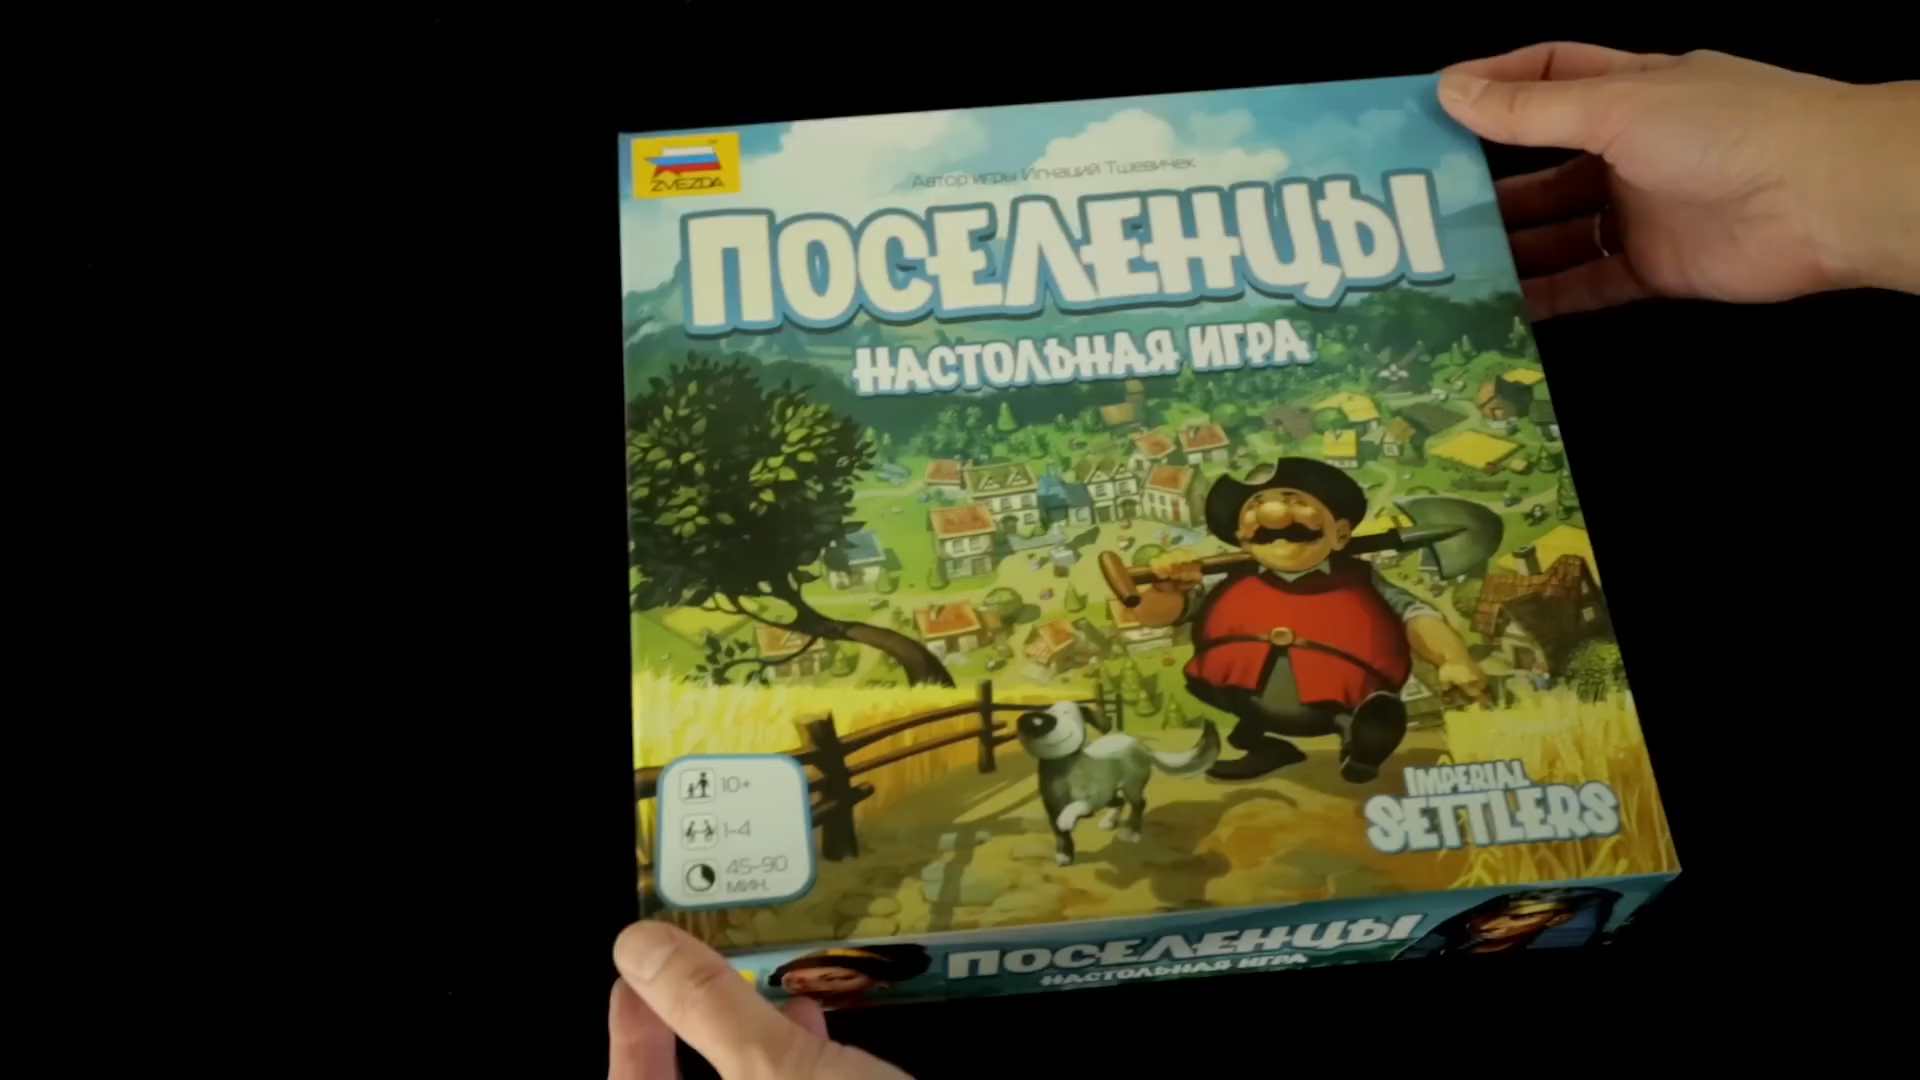 ZVEZDA
Автор игры Игнаций Тшевичек
ПОСЕЛЕНЦЫ
НАСТОЛЬНАЯ ИГРА
10+
1-4
45-90
МИН.
IMPERIAL
SETTLERS
ПОСЕЛЕНЦЫ
НАСТОЛЬНАЯ ИГРА